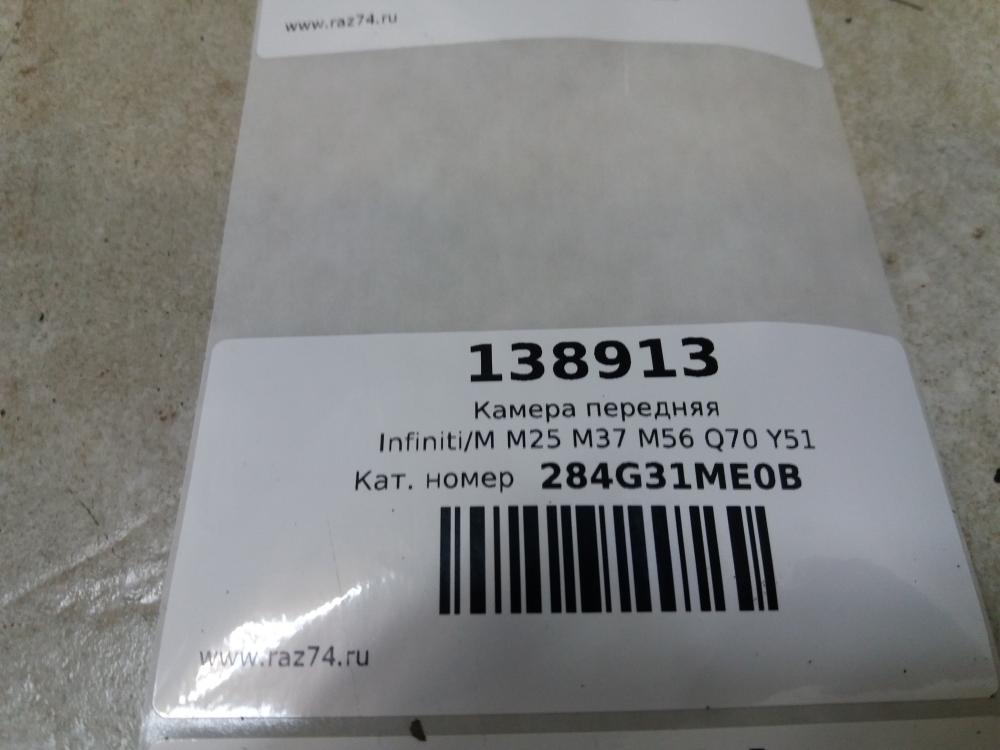 www.raz74.ru
138913
Камера передняя
Infiniti/M M25 M37 M56 Q70 Y51
Кат. номер 284G31ME0B
www.raz74.ru